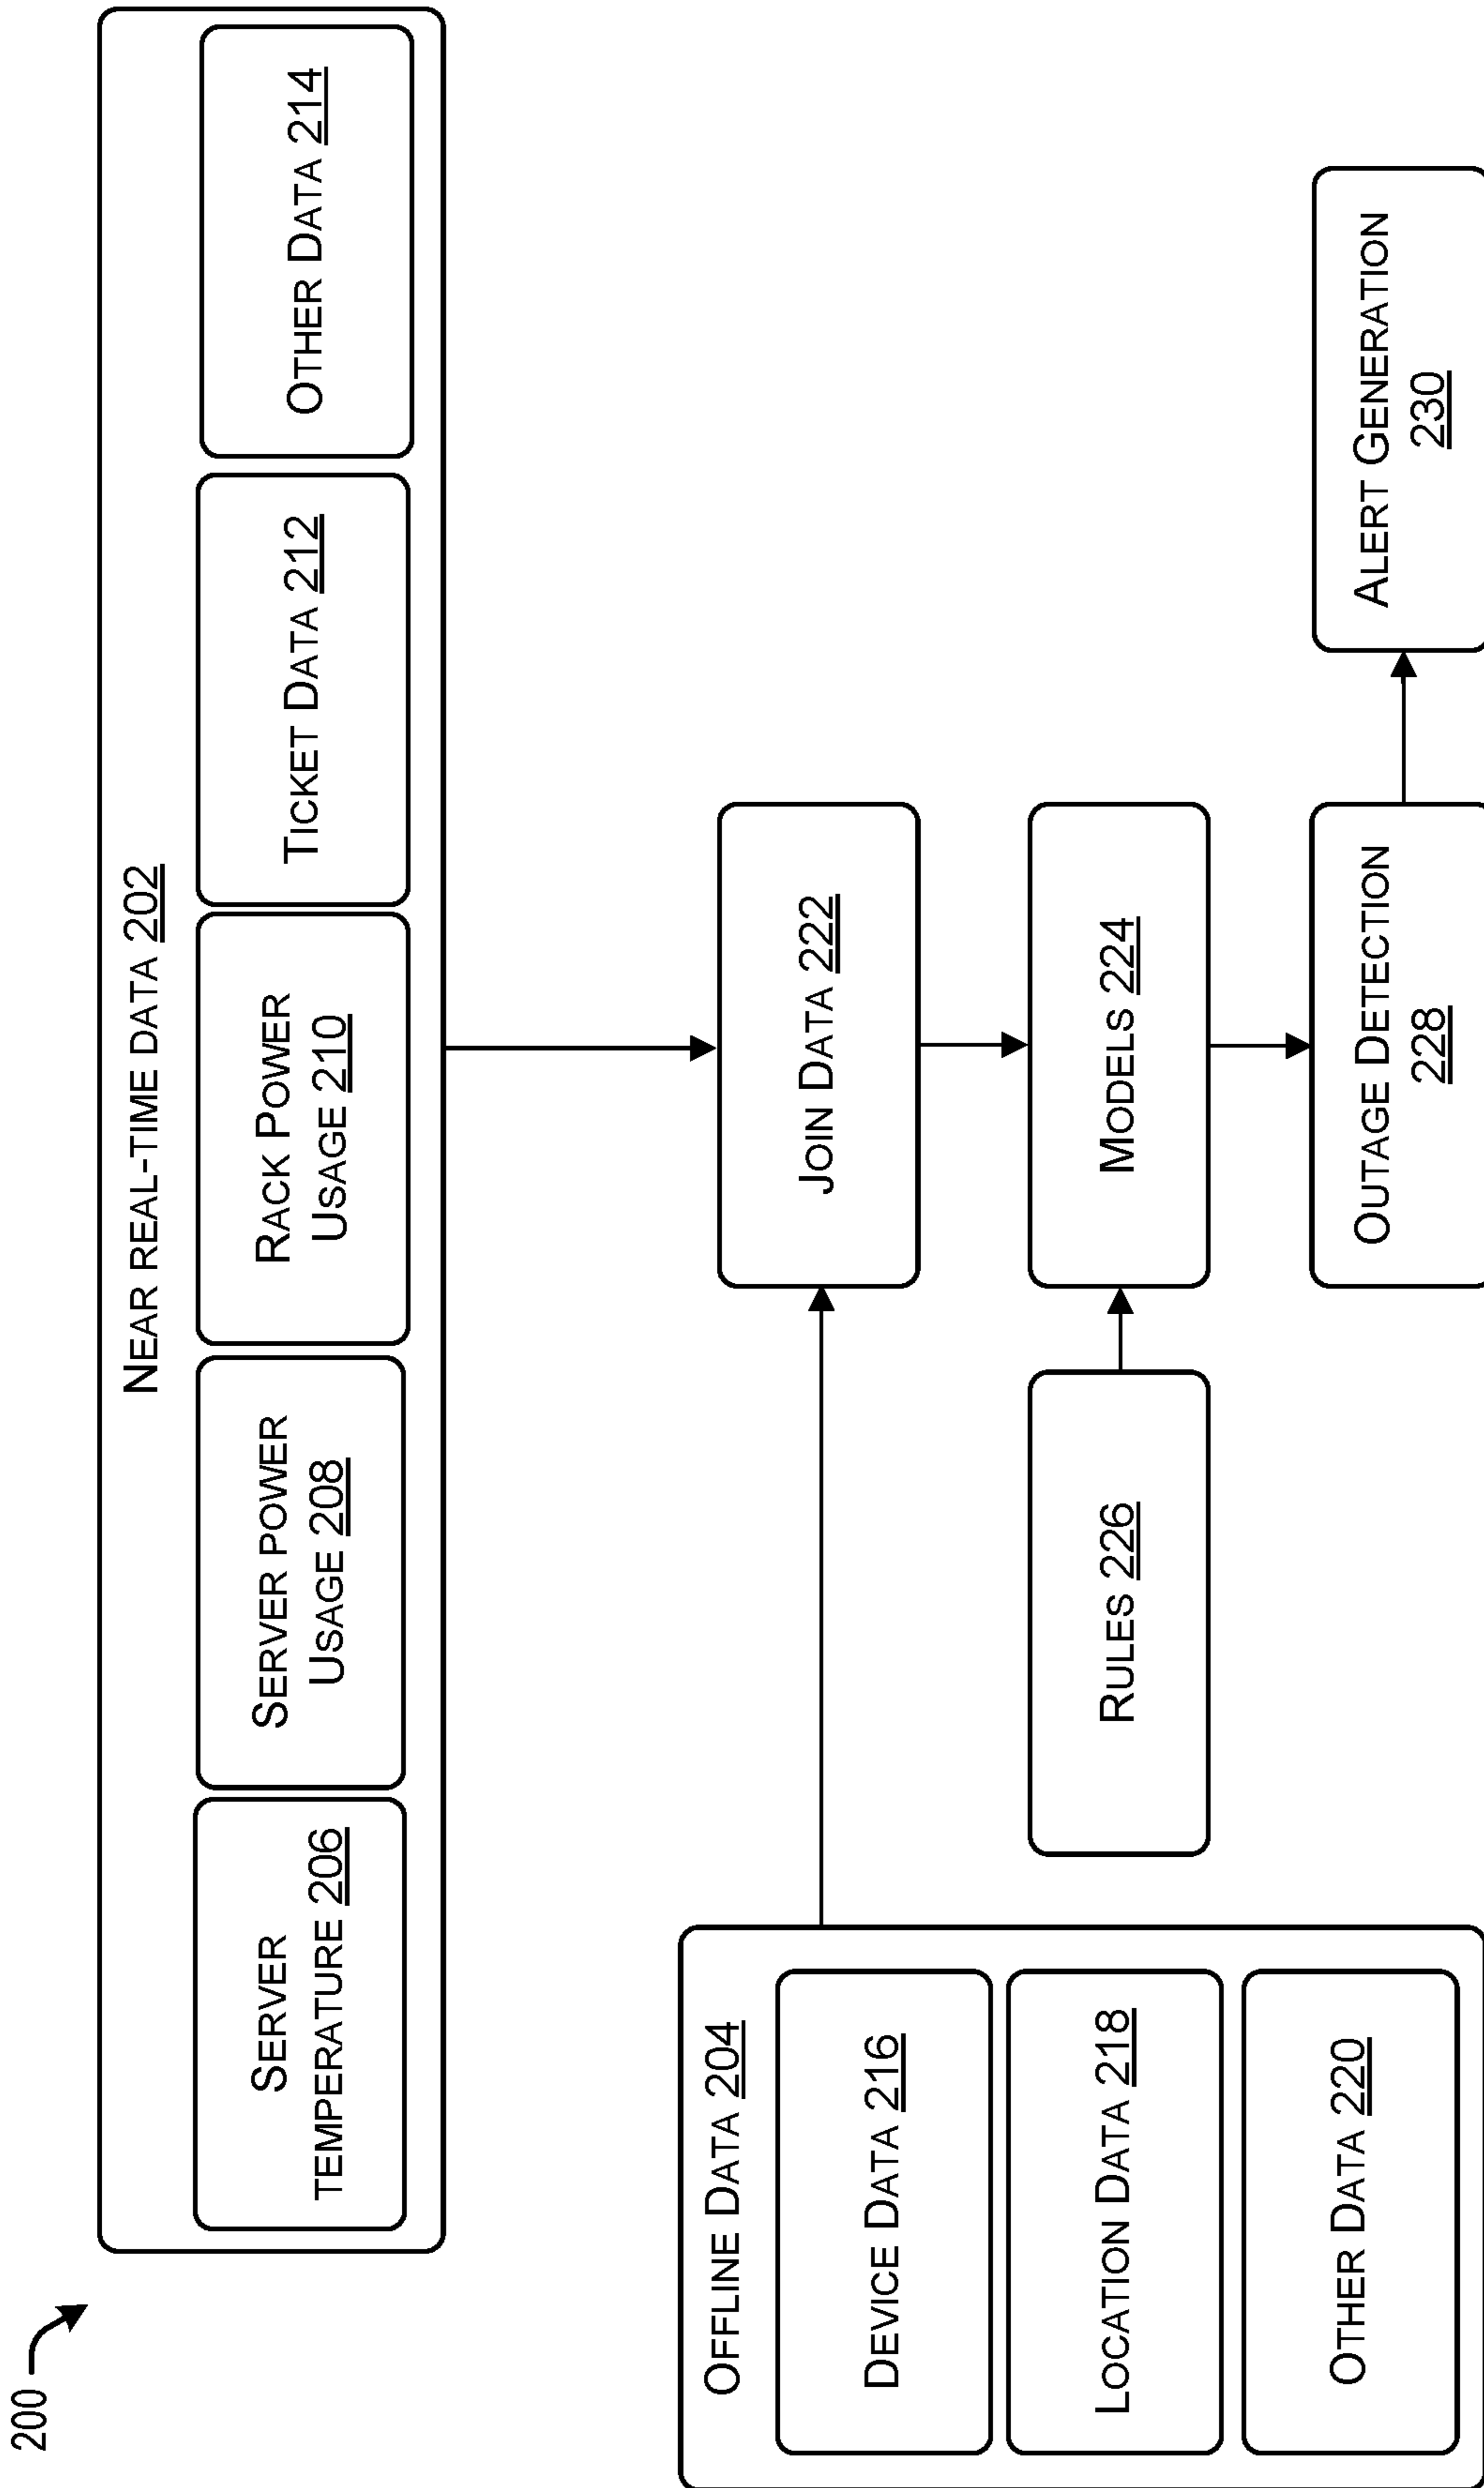 200
NEAR REAL-TIME DATA 202
SERVER
TEMPERATURE 206
SERVER POWER
USAGE 208
RACK POWER
USAGE 210
TICKET DATA 212
OTHER DATA 214
OFFLINE DATA 204
DEVICE DATA 216
LOCATION DATA 218
OTHER DATA 220
JOIN DATA 222
RULES 226
MODELS 224
OUTAGE DETECTION
228
ALERT GENERATION
230